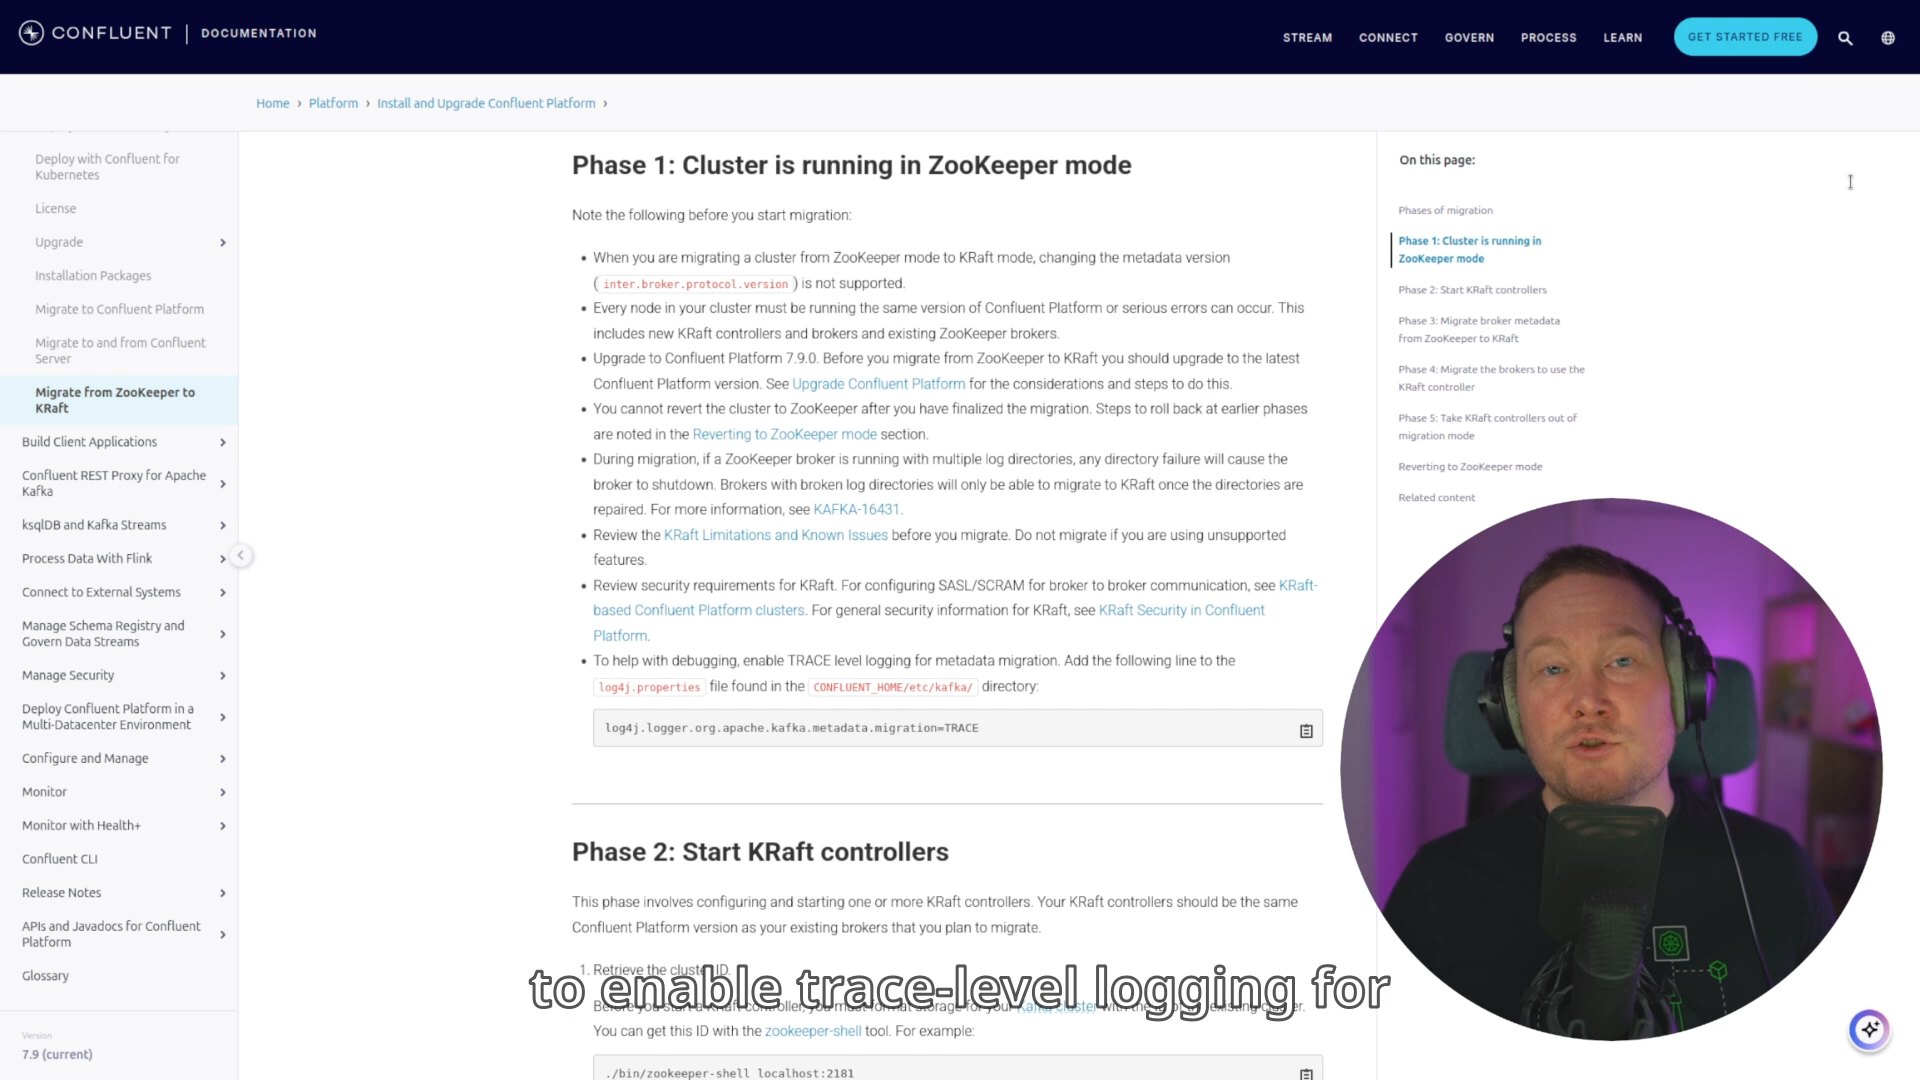 CONFLUENT | DOCUMENTATION
STREAM CONNECT GOVERN PROCESS LEARN GET STARTED FREE
Home › Platform › Install and Upgrade Confluent Platform ›
Deploy with Confluent for
Kubernetes
License
Upgrade
Installation Packages
Migrate to Confluent Platform
Migrate to and from Confluent
Server
Migrate from ZooKeeper to
KRaft
Build Client Applications
Confluent REST Proxy for Apache
Kafka
ksqlDB and Kafka Streams
Process Data With Flink
Connect to External Systems
Manage Schema Registry and
Govern Data Streams
Manage Security
Deploy Confluent Platform in a
Multi-Datacenter Environment
Configure and Manage
Monitor
Monitor with Health+
Confluent CLI
Release Notes
APIs and Javadocs for Confluent
Platform
Glossary
Version
7.9 (current)
Phase 1: Cluster is running in ZooKeeper mode
Note the following before you start migration:
• When you are migrating a cluster from ZooKeeper mode to KRaft mode, changing the metadata version
( inter.broker.protocol.version ) is not supported.
• Every node in your cluster must be running the same version of Confluent Platform or serious errors can occur. This
includes new KRaft controllers and brokers and existing ZooKeeper brokers.
• Upgrade to Confluent Platform 7.9.0. Before you migrate from ZooKeeper to KRaft you should upgrade to the latest
Confluent Platform version. See Upgrade Confluent Platform for the considerations and steps to do this.
• You cannot revert the cluster to ZooKeeper after you have finalized the migration. Steps to roll back at earlier phases
are noted in the Reverting to ZooKeeper mode section.
• During migration, if a ZooKeeper broker is running with multiple log directories, any directory failure will cause the
broker to shutdown. Brokers with broken log directories will only be able to migrate to KRaft once the directories are
repaired. For more information, see KAFKA-16431.
• Review the KRaft Limitations and Known Issues before you migrate. Do not migrate if you are using unsupported
features.
• Review security requirements for KRaft. For configuring SASL/SCRAM for broker to broker communication, see KRaft-
based Confluent Platform clusters. For general security information for KRaft, see KRaft Security in Confluent
Platform.
• To help with debugging, enable TRACE level logging for metadata migration. Add the following line to the
log4j.properties file found in the CONFLUENT_HOME/etc/kafka/ directory:
log4j.logger.org.apache.kafka.metadata.migration=TRACE
Phase 2: Start KRaft controllers
This phase involves configuring and starting one or more KRaft controllers. Your KRaft controllers should be the same
Confluent Platform version as your existing brokers that you plan to migrate.
1. Retrieve the cluster ID.
to enable trace-level logging for
Before you start a KRaft controller, you must format storage for your Kafka cluster with the ID of the existing cluster.
You can get this ID with the zookeeper-shell tool. For example:
./bin/zookeeper-shell localhost:2181
On this page:
Phases of migration
Phase 1: Cluster is running in
ZooKeeper mode
Phase 2: Start KRaft controllers
Phase 3: Migrate broker metadata
from ZooKeeper to KRaft
Phase 4: Migrate the brokers to use the
KRaft controller
Phase 5: Take KRaft controllers out of
migration mode
Reverting to ZooKeeper mode
Related content